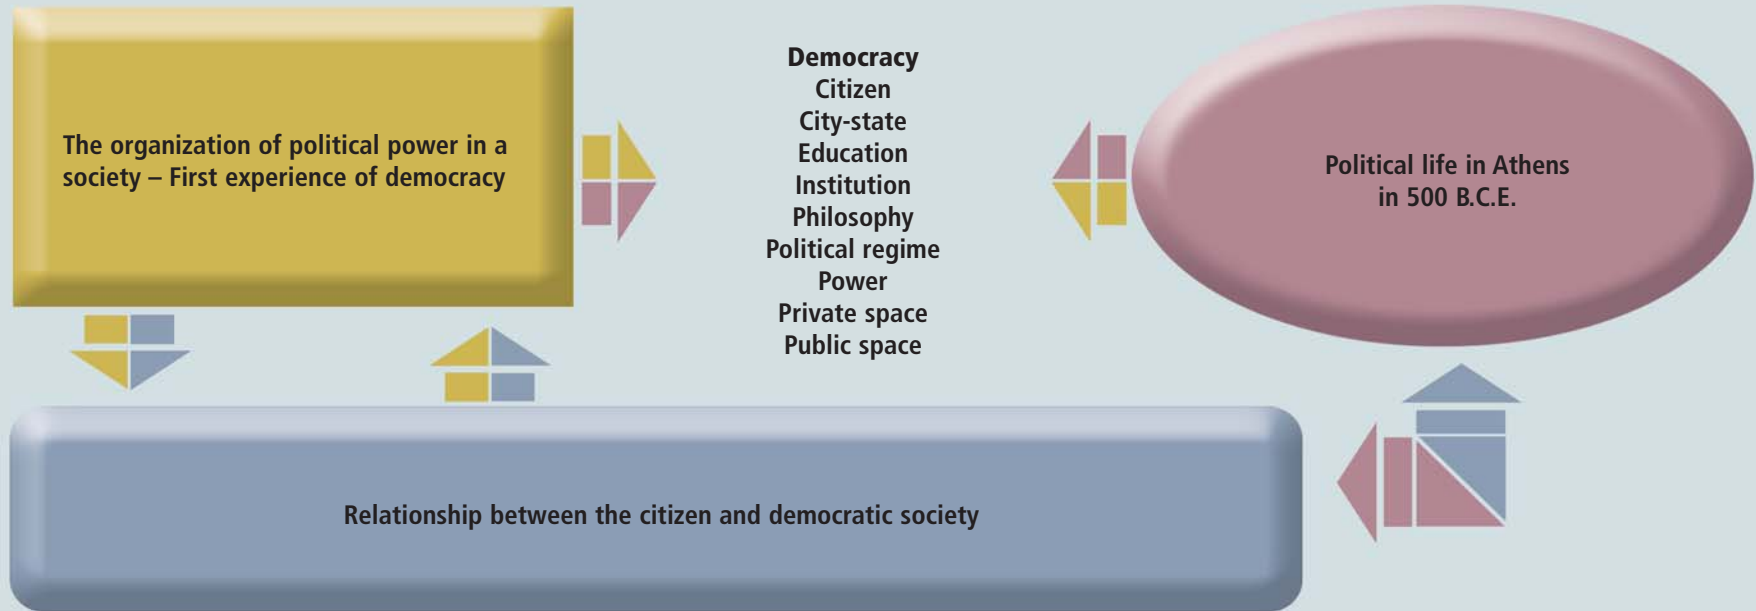 The organization of political power in a
society – First experience of democracy
Democracy
Citizen
City-state
Education
Institution
Philosophy
Political regime
Power
Private space
Public space
Political life in Athens
in 500 B.C.E.
Relationship between the citizen and democratic society